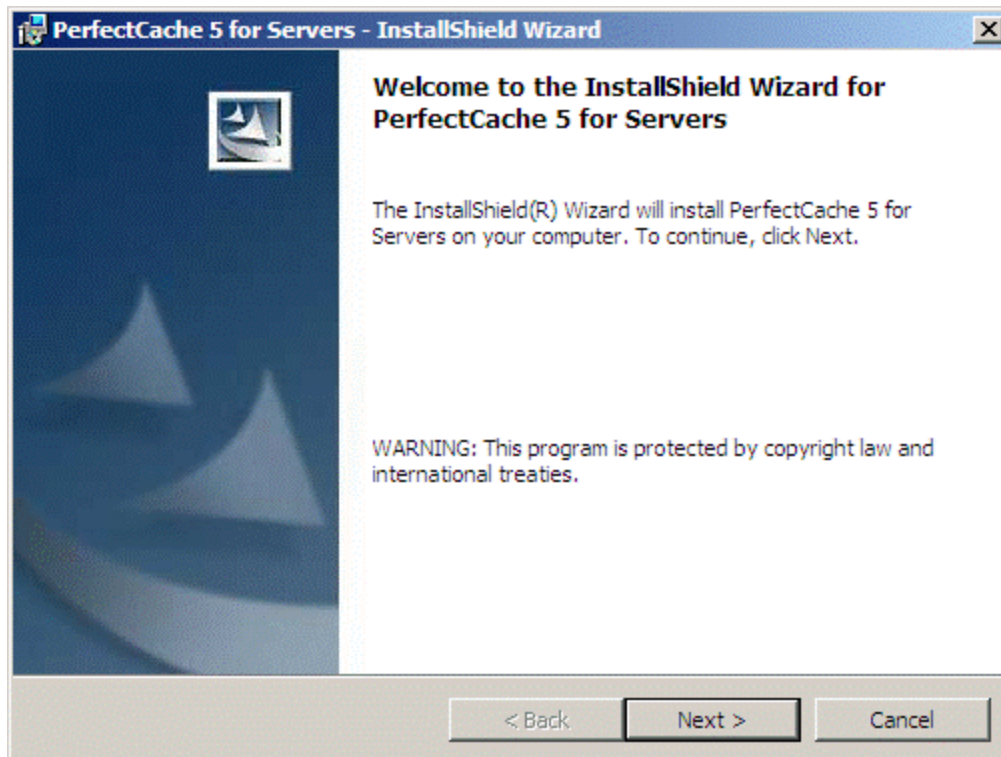 PerfectCache 5 for Servers - InstallShield Wizard
Welcome to the InstallShield Wizard for
PerfectCache 5 for Servers
The InstallShield(R) Wizard will install PerfectCache 5 for
Servers on your computer. To continue, click Next.
WARNING: This program is protected by copyright law and
international treaties.
< Back
Next >
Cancel